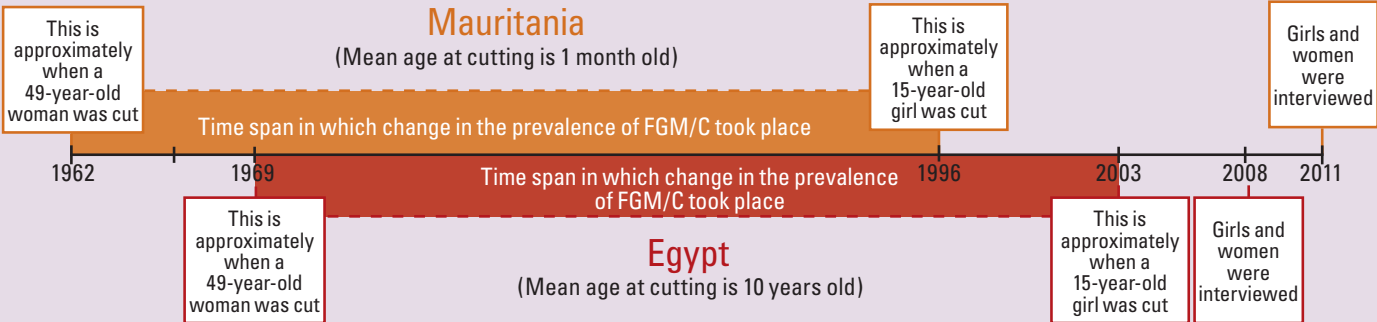 Mauritania
(Mean age at cutting is 1 month old)
This is
approximately
when a
49-year-old
woman was cut
This is
approximately
when a
15-year-old
girl was cut
Girls and
women
were
interviewed
Time span in which change in the prevalence of FGM/C took place
1962
1969
1996
2003
2008
2011
Time span in which change in the prevalence
of FGM/C took place
This is
approximately
when a
49-year-old
woman was cut
Egypt
(Mean age at cutting is 10 years old)
This is
approximately
when a
15-year-old
girl was cut
Girls and
women
were
interviewed